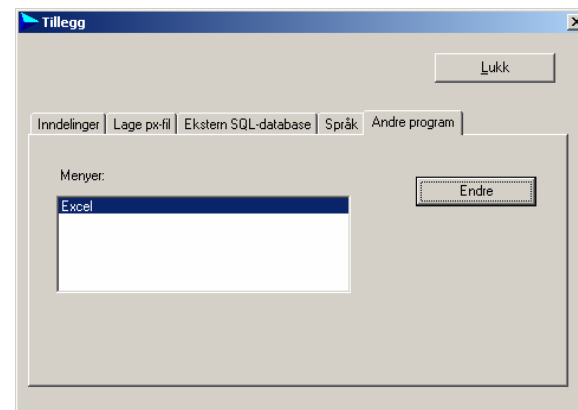 Tillegg
Lukk
Inndelinger Lage px-fil Ekstern SQL-database Språk Andre program
Menyer:
Endre
Excel